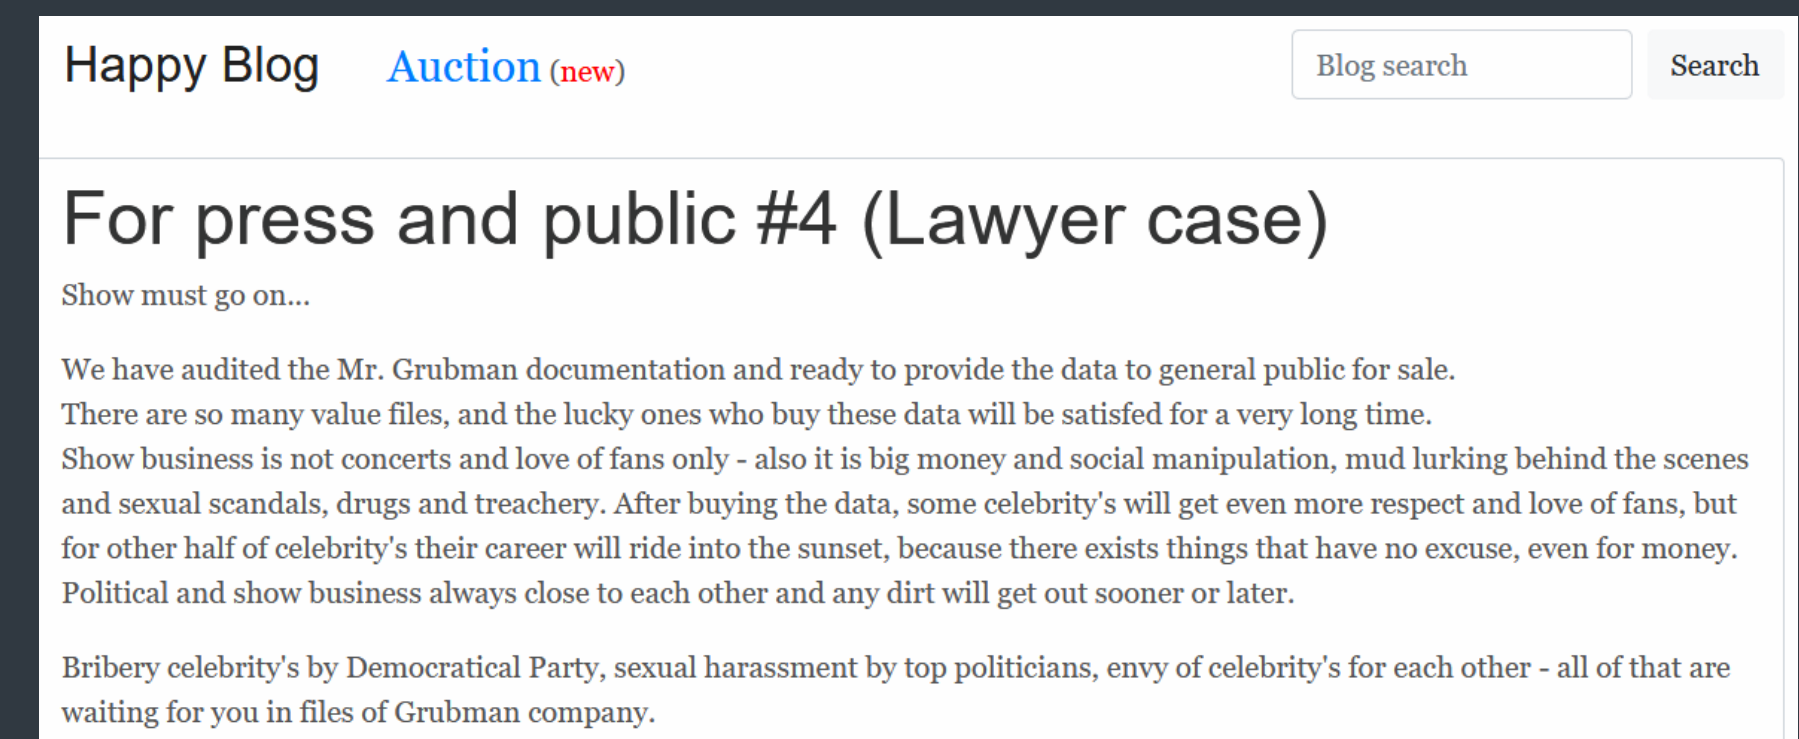 Happy Blog Auction (new) Blog search Search
For press and public #4 (Lawyer case)
Show must go on...
We have audited the Mr. Grubman documentation and ready to provide the data to general public for sale.
There are so many value files, and the lucky ones who buy these data will be satisfed for a very long time.
Show business is not concerts and love of fans only - also it is big money and social manipulation, mud lurking behind the scenes
and sexual scandals, drugs and treachery. After buying the data, some celebrity's will get even more respect and love of fans, but
for other half of celebrity's their career will ride into the sunset, because there exists things that have no excuse, even for money.
Political and show business always close to each other and any dirt will get out sooner or later.
Bribery celebrity's by Democratical Party, sexual harassment by top politicians, envy of celebrity's for each other - all of that are
waiting for you in files of Grubman company.